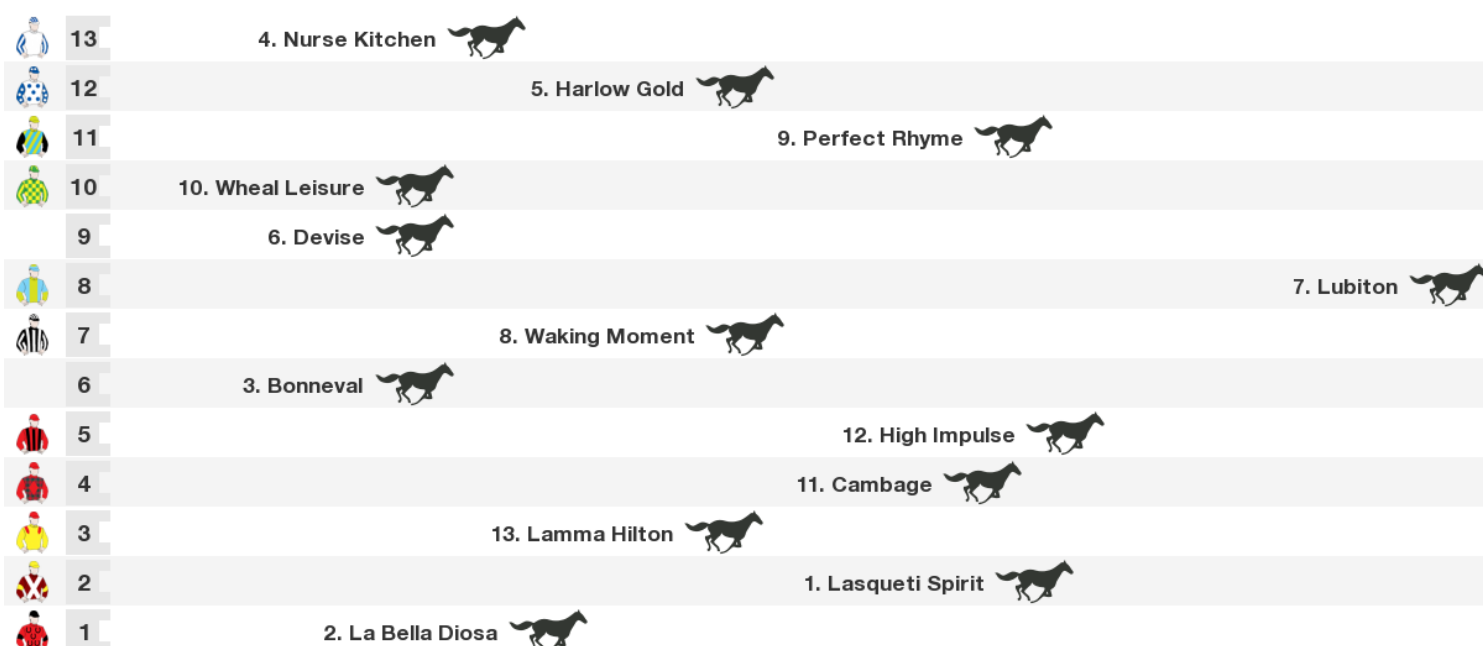 13 4. Nurse Kitchen
12 5. Harlow Gold
11 9. Perfect Rhyme
10 10. Wheal Leisure
9 6. Devise
8 7. Lubiton
7 8. Waking Moment
6 3. Bonneval
5 12. High Impulse
4 11. Cambage
3 13. Lamma Hilton
2 1. Lasqueti Spirit
1 2. La Bella Diosa